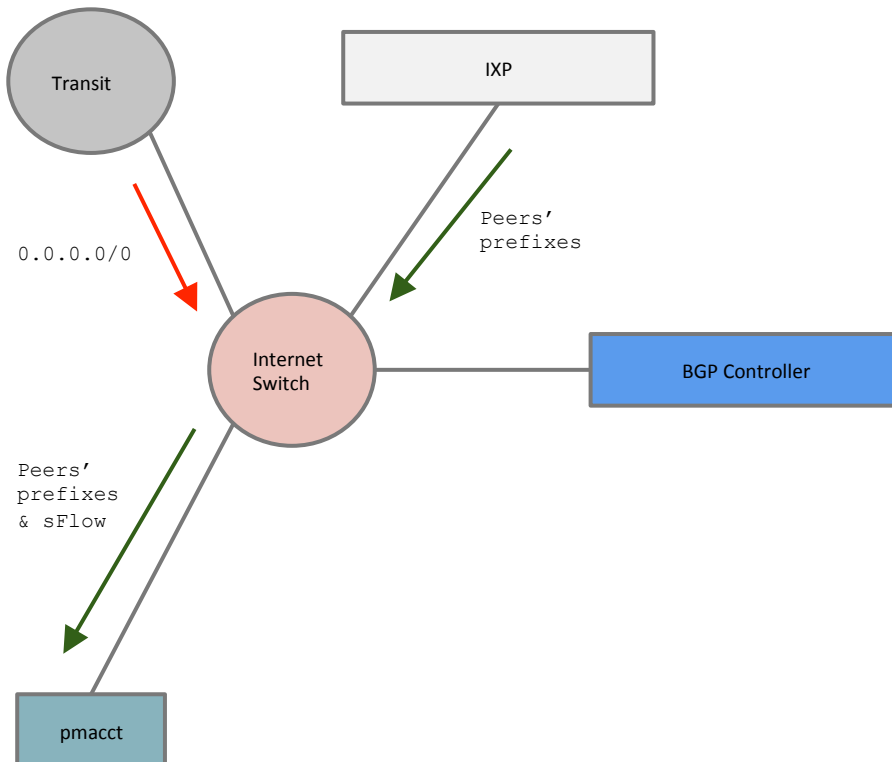 Transit
IXP
0.0.0.0/0
Peers’
prefixes
Internet
Switch
BGP Controller
Peers’
prefixes
& sFlow
pmacct